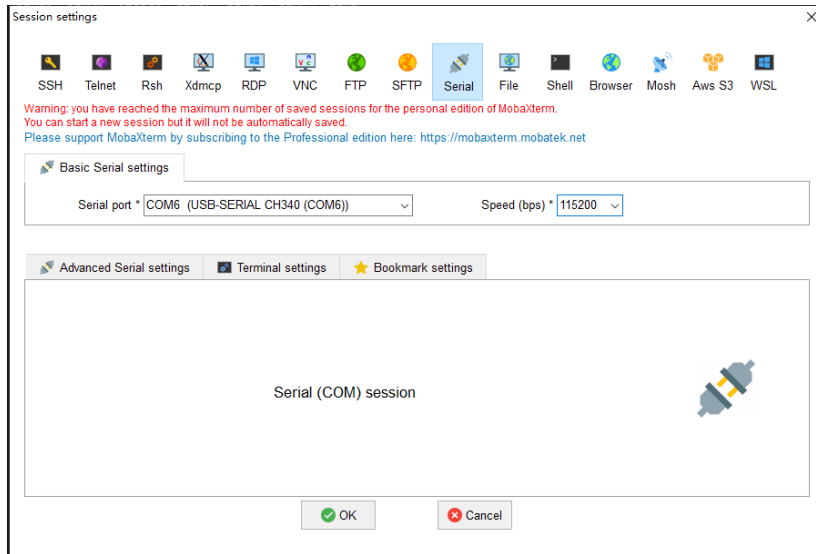 Session settings
SSH Telnet Rsh Xdmcp RDP VNC FTP SFTP Serial File Shell Browser Mosh Aws S3 WSL
Warning: you have reached the maximum number of saved sessions for the personal edition of MobaXterm.
You can start a new session but it will not be automatically saved.
Please support MobaXterm by subscribing to the Professional edition here: https://mobaxterm.mobatek.net
Basic Serial settings
Serial port * COM6 (USB-SERIAL CH340 (COM6)) Speed (bps) * 115200
Advanced Serial settings Terminal settings Bookmark settings
Serial (COM) session
OK Cancel